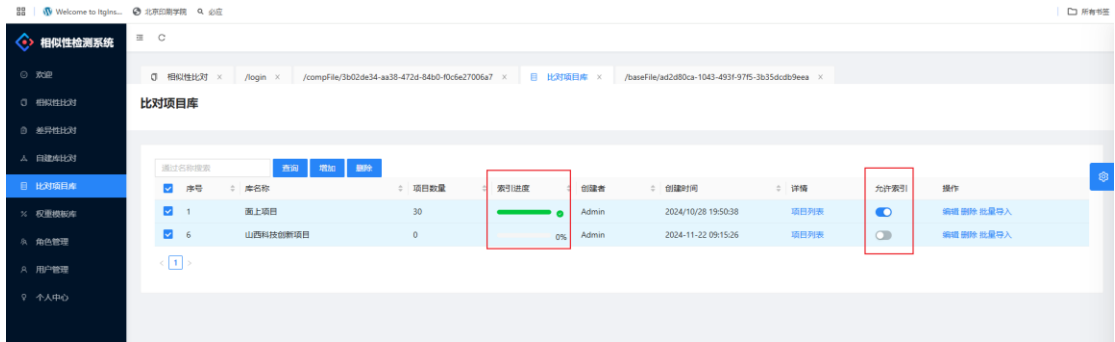 Welcome to Itgins... 北京印刷学院 必应 所有书签
相似性检测系统
欢迎
相似性比对
差异性比对
自建库比对
比对项目库
权重模板库
角色管理
用户管理
个人中心
相似性比对 × /login × /compFile/3b02de34-aa38-472d-84b0-f0c6e27006a7 × 比对项目库 × /baseFile/ad2d80ca-1043-493f-97f5-3b35dcdb9eea ×
比对项目库
通过名称搜索 查询 增加 删除
序号 库名称 项目数量 索引进度 创建者 创建时间 详情 允许索引 操作
1 面上项目 30 Admin 2024/10/28 19:50:38 项目列表 编辑 删除 批量导入
6 山西科技创新项目 0 0% Admin 2024-11-22 09:15:26 项目列表 编辑 删除 批量导入
< 1 >